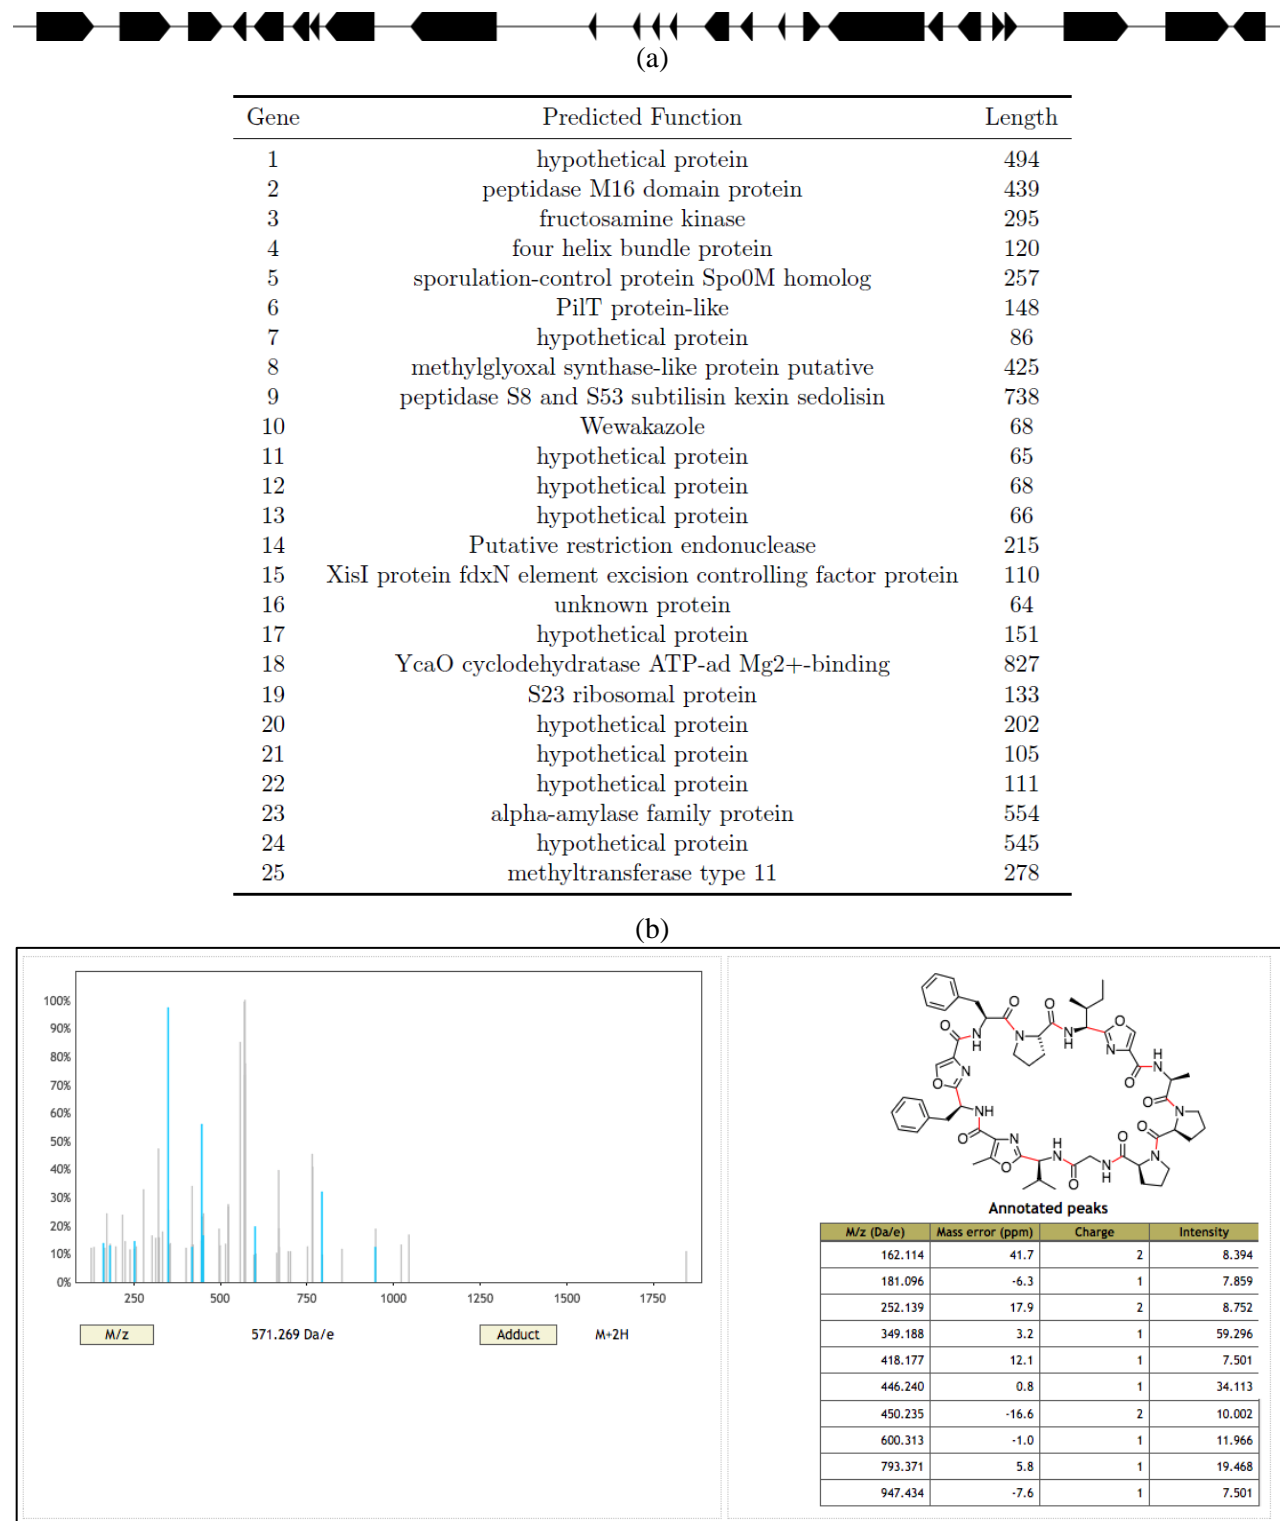 (a)
Gene Predicted Function Length
1 hypothetical protein 494
2 peptidase M16 domain protein 439
3 fructosamine kinase 295
4 four helix bundle protein 120
5 sporulation-control protein Spo0M homolog 257
6 PilT protein-like 148
7 hypothetical protein 86
8 methylglyoxal synthase-like protein putative 425
9 peptidase S8 and S53 subtilisin kexin sedolisin 738
10 Wewakazole 68
11 hypothetical protein 65
12 hypothetical protein 68
13 hypothetical protein 66
14 Putative restriction endonuclease 215
15 XisI protein fdxN element excision controlling factor protein 110
16 unknown protein 64
17 hypothetical protein 151
18 YcaO cyclodehydratase ATP-ad Mg2+-binding 827
19 S23 ribosomal protein 133
20 hypothetical protein 202
21 hypothetical protein 105
22 hypothetical protein 111
23 alpha-amylase family protein 554
24 hypothetical protein 545
25 methyltransferase type 11 278
(b)
100%
90%
80%
70%
60%
50%
40%
30%
20%
10%
0%
250 500 750 1000 1250 1500 1750
M/z 571.269 Da/e Adduct M+2H
O O O
N H N HN O N
O N O N O H N
O NH O N
O N O H N O NH O O N
Annotated peaks
M/z (Da/e) Mass error (ppm) Charge Intensity
162.114 41.7 2 8.394
181.096 -6.3 1 7.859
252.139 17.9 2 8.752
349.188 3.2 1 59.296
418.177 12.1 1 7.501
446.240 0.8 1 34.113
450.235 -16.6 2 10.002
600.313 -1.0 1 11.966
793.371 5.8 1 19.468
947.434 -7.6 1 7.501